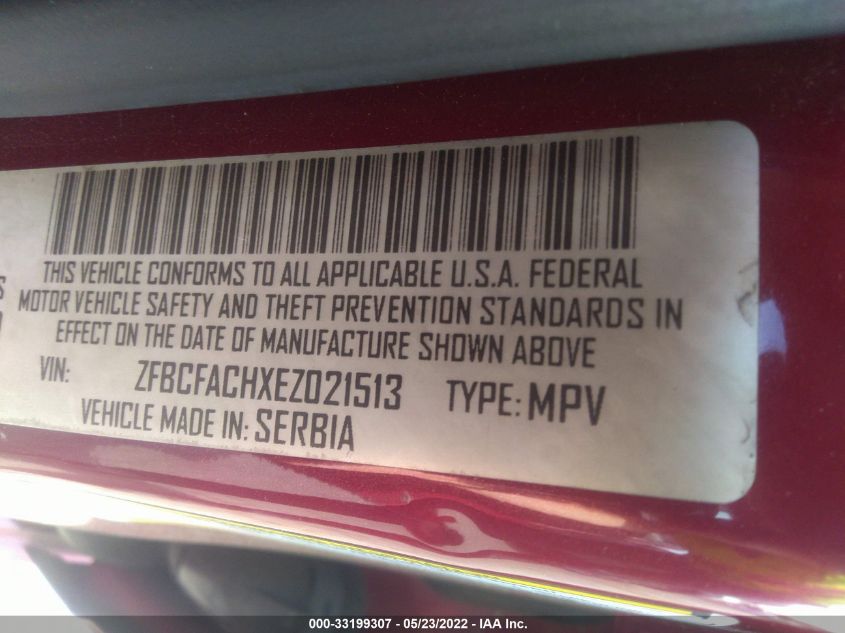 THIS VEHICLE CONFORMS TO ALL APPLICABLE U.S.A. FEDERAL
MOTOR VEHICLE SAFETY AND THEFT PREVENTION STANDARDS IN
EFFECT ON THE DATE OF MANUFACTURE SHOWN ABOVE
VIN: ZFBCFACHXEZ021513 TYPE: MPV
VEHICLE MADE IN: SERBIA
000-33199307 - 05/23/2022 - IAA Inc.